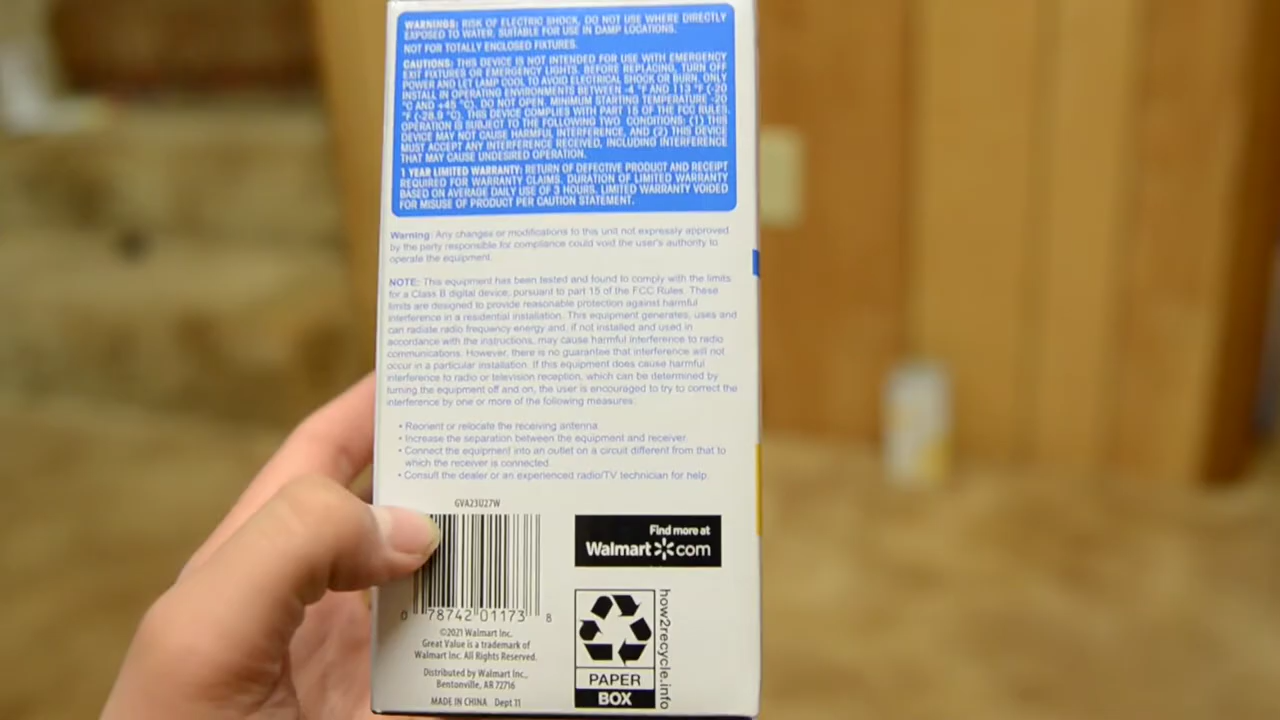 WARNINGS: RISK OF ELECTRIC SHOCK, DO NOT USE WHERE DIRECTLY
EXPOSED TO WATER, SUITABLE FOR USE IN DAMP LOCATIONS.
NOT FOR TOTALLY ENCLOSED FIXTURES.
CAUTIONS: THIS DEVICE IS NOT INTENDED FOR USE WITH EMERGENCY
EXIT FIXTURES OR EMERGENCY LIGHTS. BEFORE REPLACING, TURN OFF
POWER AND LET LAMP COOL TO AVOID ELECTRICAL SHOCK OR BURN, ONLY
INSTALL IN OPERATING ENVIRONMENTS BETWEEN -4 °F AND 113 °F (-20
°C AND +45 °C). DO NOT OPEN. MINIMUM STARTING TEMPERATURE -20
°F (-28.9 °C). THIS DEVICE COMPLIES WITH PART 15 OF THE FCC RULES.
OPERATION IS SUBJECT TO THE FOLLOWING TWO CONDITIONS: (1) THIS
DEVICE MAY NOT CAUSE HARMFUL INTERFERENCE, AND (2) THIS DEVICE
MUST ACCEPT ANY INTERFERENCE RECEIVED, INCLUDING INTERFERENCE
THAT MAY CAUSE UNDESIRED OPERATION.
1 YEAR LIMITED WARRANTY: RETURN OF DEFECTIVE PRODUCT AND RECEIPT
REQUIRED FOR WARRANTY CLAIMS. DURATION OF LIMITED WARRANTY
BASED ON AVERAGE DAILY USE OF 3 HOURS. LIMITED WARRANTY VOIDED
FOR MISUSE OF PRODUCT PER CAUTION STATEMENT.
Warning: Any changes or modifications to this unit not expressly approved
by the party responsible for compliance could void the user's authority to
operate the equipment.
NOTE: This equipment has been tested and found to comply with the limits
for a Class B digital device, pursuant to part 15 of the FCC Rules. These
limits are designed to provide reasonable protection against harmful
interference in a residential installation. This equipment generates, uses and
can radiate radio frequency energy and, if not installed and used in
accordance with the instructions, may cause harmful interference to radio
communications. However, there is no guarantee that interference will not
occur in a particular installation. If this equipment does cause harmful
interference to radio or television reception, which can be determined by
turning the equipment off and on, the user is encouraged to try to correct the
interference by one or more of the following measures:
• Reorient or relocate the receiving antenna.
• Increase the separation between the equipment and receiver.
• Connect the equipment into an outlet on a circuit different from that to
which the receiver is connected.
• Consult the dealer or an experienced radio/TV technician for help.
GVA23U27W
0 78742 01173 8
©2021 Walmart Inc.
Great Value is a trademark of
Walmart Inc. All Rights Reserved.
Distributed by Walmart Inc.,
Bentonville, AR 72716
MADE IN CHINA Dept 11
Find more at
Walmart com
how2recycle.info
PAPER
BOX